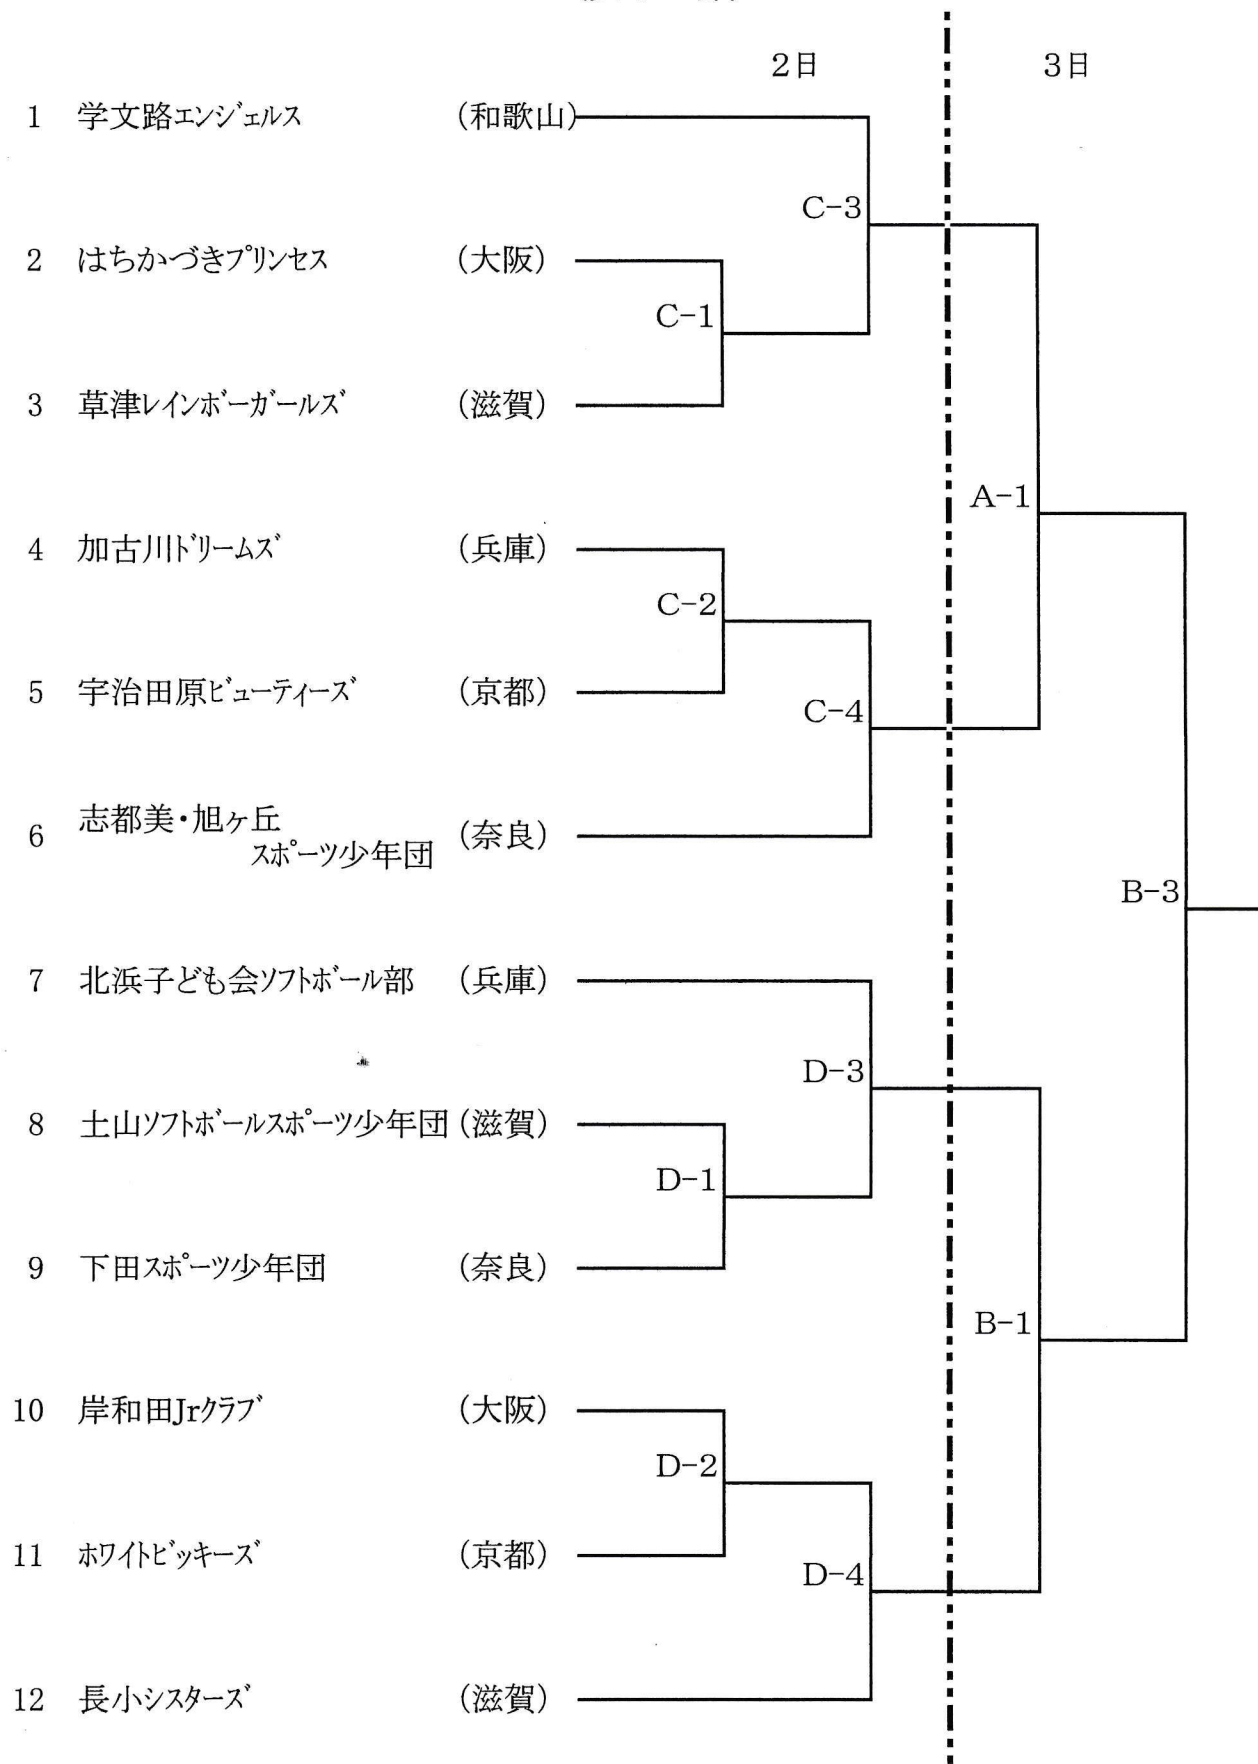 2日
3日
1 学文路エンジェルス (和歌山)
C-3
2 はちかづきプリンセス (大阪)
C-1
3 草津レインボーガールズ (滋賀)
A-1
4 加古川ドリームズ (兵庫)
C-2
5 宇治田原ビューティーズ (京都)
C-4
6 志都美・旭ヶ丘
スポーツ少年団 (奈良)
B-3
7 北浜子ども会ソフトボール部 (兵庫)
D-3
8 土山ソフトボールスポーツ少年団 (滋賀)
D-1
9 下田スポーツ少年団 (奈良)
B-1
10 岸和田Jrクラブ (大阪)
D-2
11 ホワイトビッキーズ (京都)
D-4
12 長小シスターズ (滋賀)